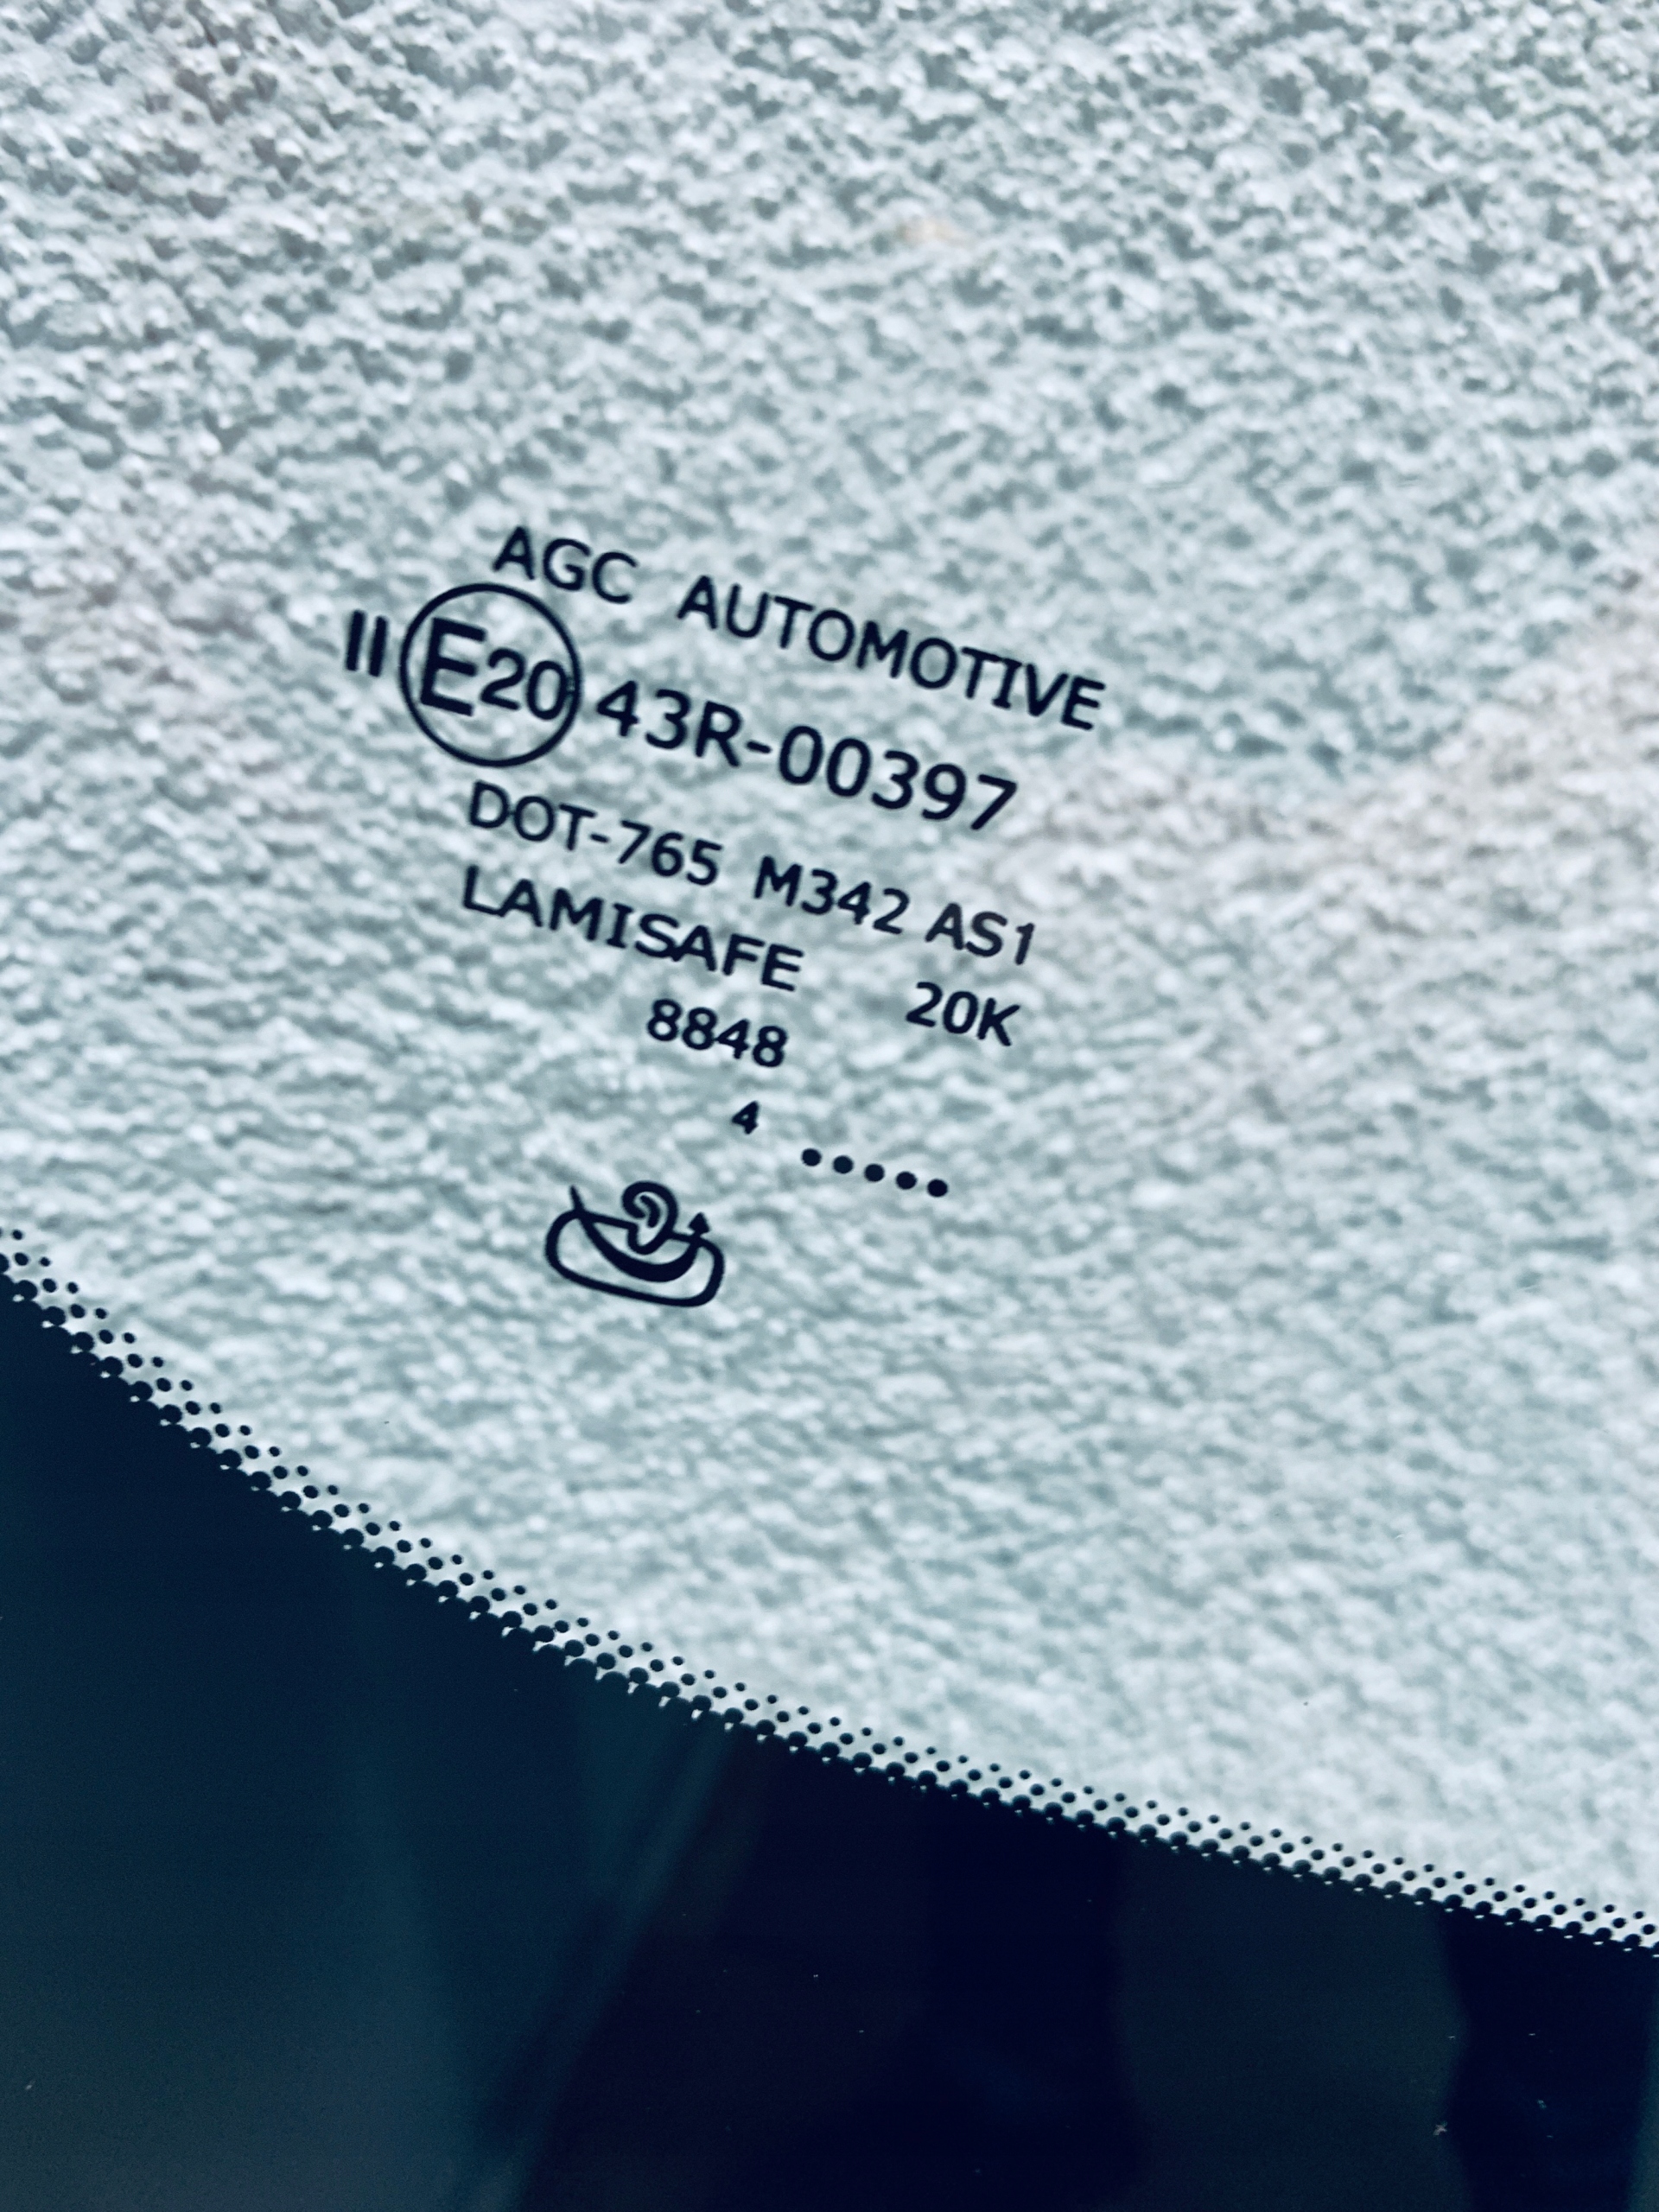 AGC AUTOMOTIVE
II E20 43R-00397
DOT-765 M342 AS1
LAMISAFE 20K
8848
4 .....